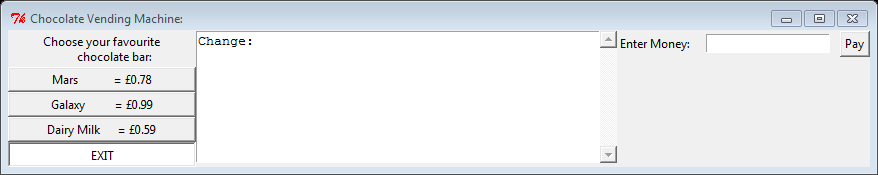 Chocolate Vending Machine:
Choose your favourite
chocolate bar:
Mars = £0.78
Galaxy = £0.99
Dairy Milk = £0.59
EXIT
Change:
Enter Money:
Pay